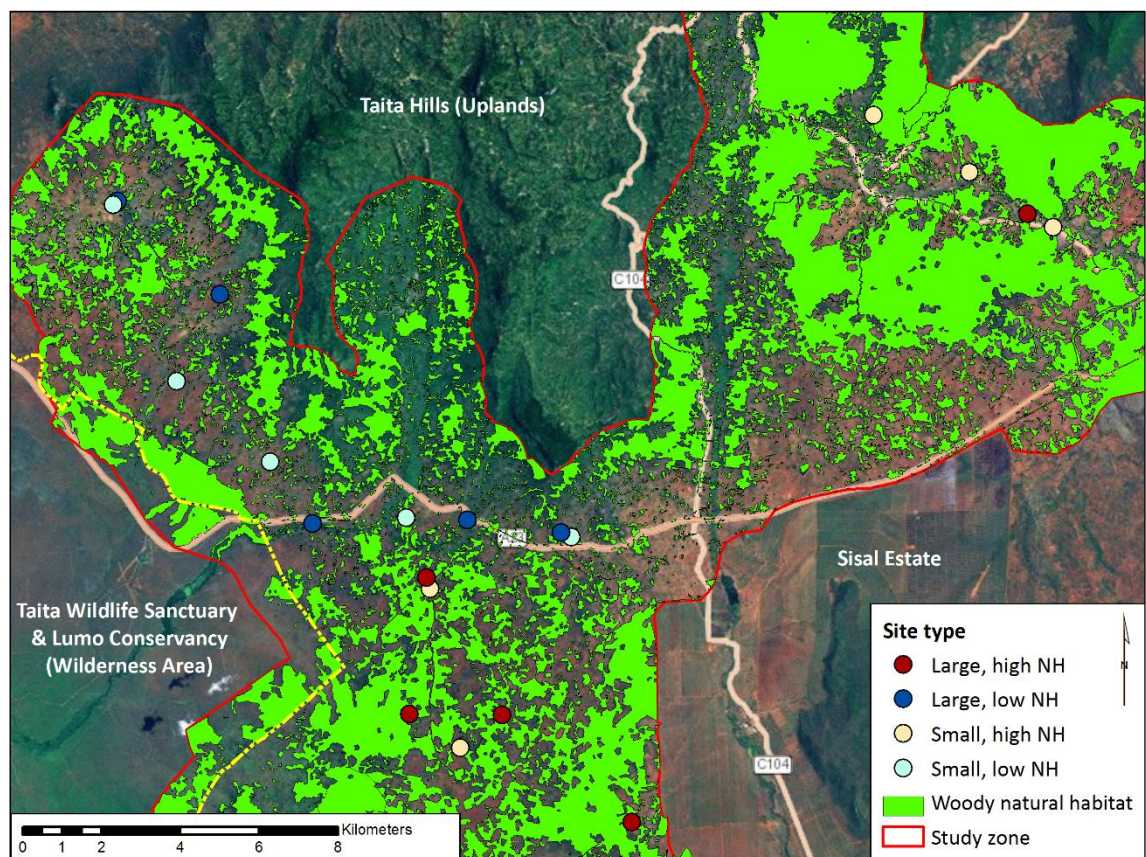 Taita Hills (Uplands)
C104
Sisal Estate
Taita Wildlife Sanctuary
& Lumo Conservancy
(Wilderness Area)
C104
Site type
Large, high NH
Large, low NH
Small, high NH
Small, low NH
Woody natural habitat
Study zone
N
Kilometers
0 1 2 4 6 8